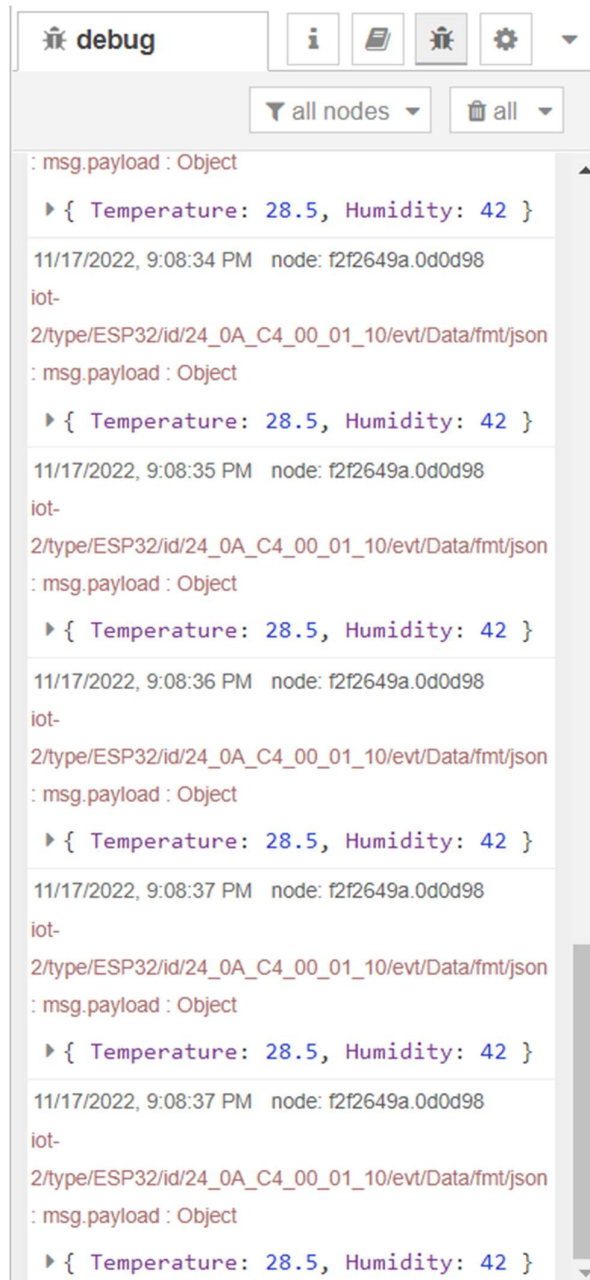 debug
all nodes
all
: msg.payload : Object
{ Temperature: 28.5, Humidity: 42 }
11/17/2022, 9:08:34 PM node: f2f2649a.0d0d98
iot-
2/type/ESP32/id/24_0A_C4_00_01_10/evt/Data/fmt/json
: msg.payload : Object
{ Temperature: 28.5, Humidity: 42 }
11/17/2022, 9:08:35 PM node: f2f2649a.0d0d98
iot-
2/type/ESP32/id/24_0A_C4_00_01_10/evt/Data/fmt/json
: msg.payload : Object
{ Temperature: 28.5, Humidity: 42 }
11/17/2022, 9:08:36 PM node: f2f2649a.0d0d98
iot-
2/type/ESP32/id/24_0A_C4_00_01_10/evt/Data/fmt/json
: msg.payload : Object
{ Temperature: 28.5, Humidity: 42 }
11/17/2022, 9:08:37 PM node: f2f2649a.0d0d98
iot-
2/type/ESP32/id/24_0A_C4_00_01_10/evt/Data/fmt/json
: msg.payload : Object
{ Temperature: 28.5, Humidity: 42 }
11/17/2022, 9:08:37 PM node: f2f2649a.0d0d98
iot-
2/type/ESP32/id/24_0A_C4_00_01_10/evt/Data/fmt/json
: msg.payload : Object
{ Temperature: 28.5, Humidity: 42 }